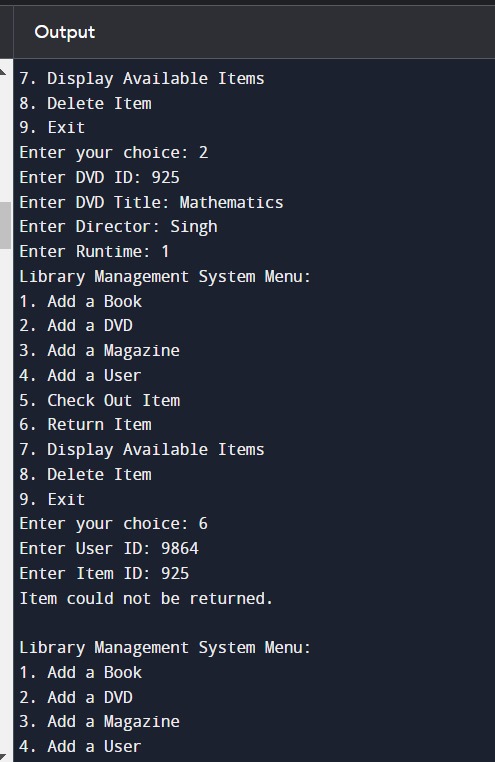 Output
7. Display Available Items
8. Delete Item
9. Exit
Enter your choice: 2
Enter DVD ID: 925
Enter DVD Title: Mathematics
Enter Director: Singh
Enter Runtime: 1
Library Management System Menu:
1. Add a Book
2. Add a DVD
3. Add a Magazine
4. Add a User
5. Check Out Item
6. Return Item
7. Display Available Items
8. Delete Item
9. Exit
Enter your choice: 6
Enter User ID: 9864
Enter Item ID: 925
Item could not be returned.

Library Management System Menu:
1. Add a Book
2. Add a DVD
3. Add a Magazine
4. Add a User